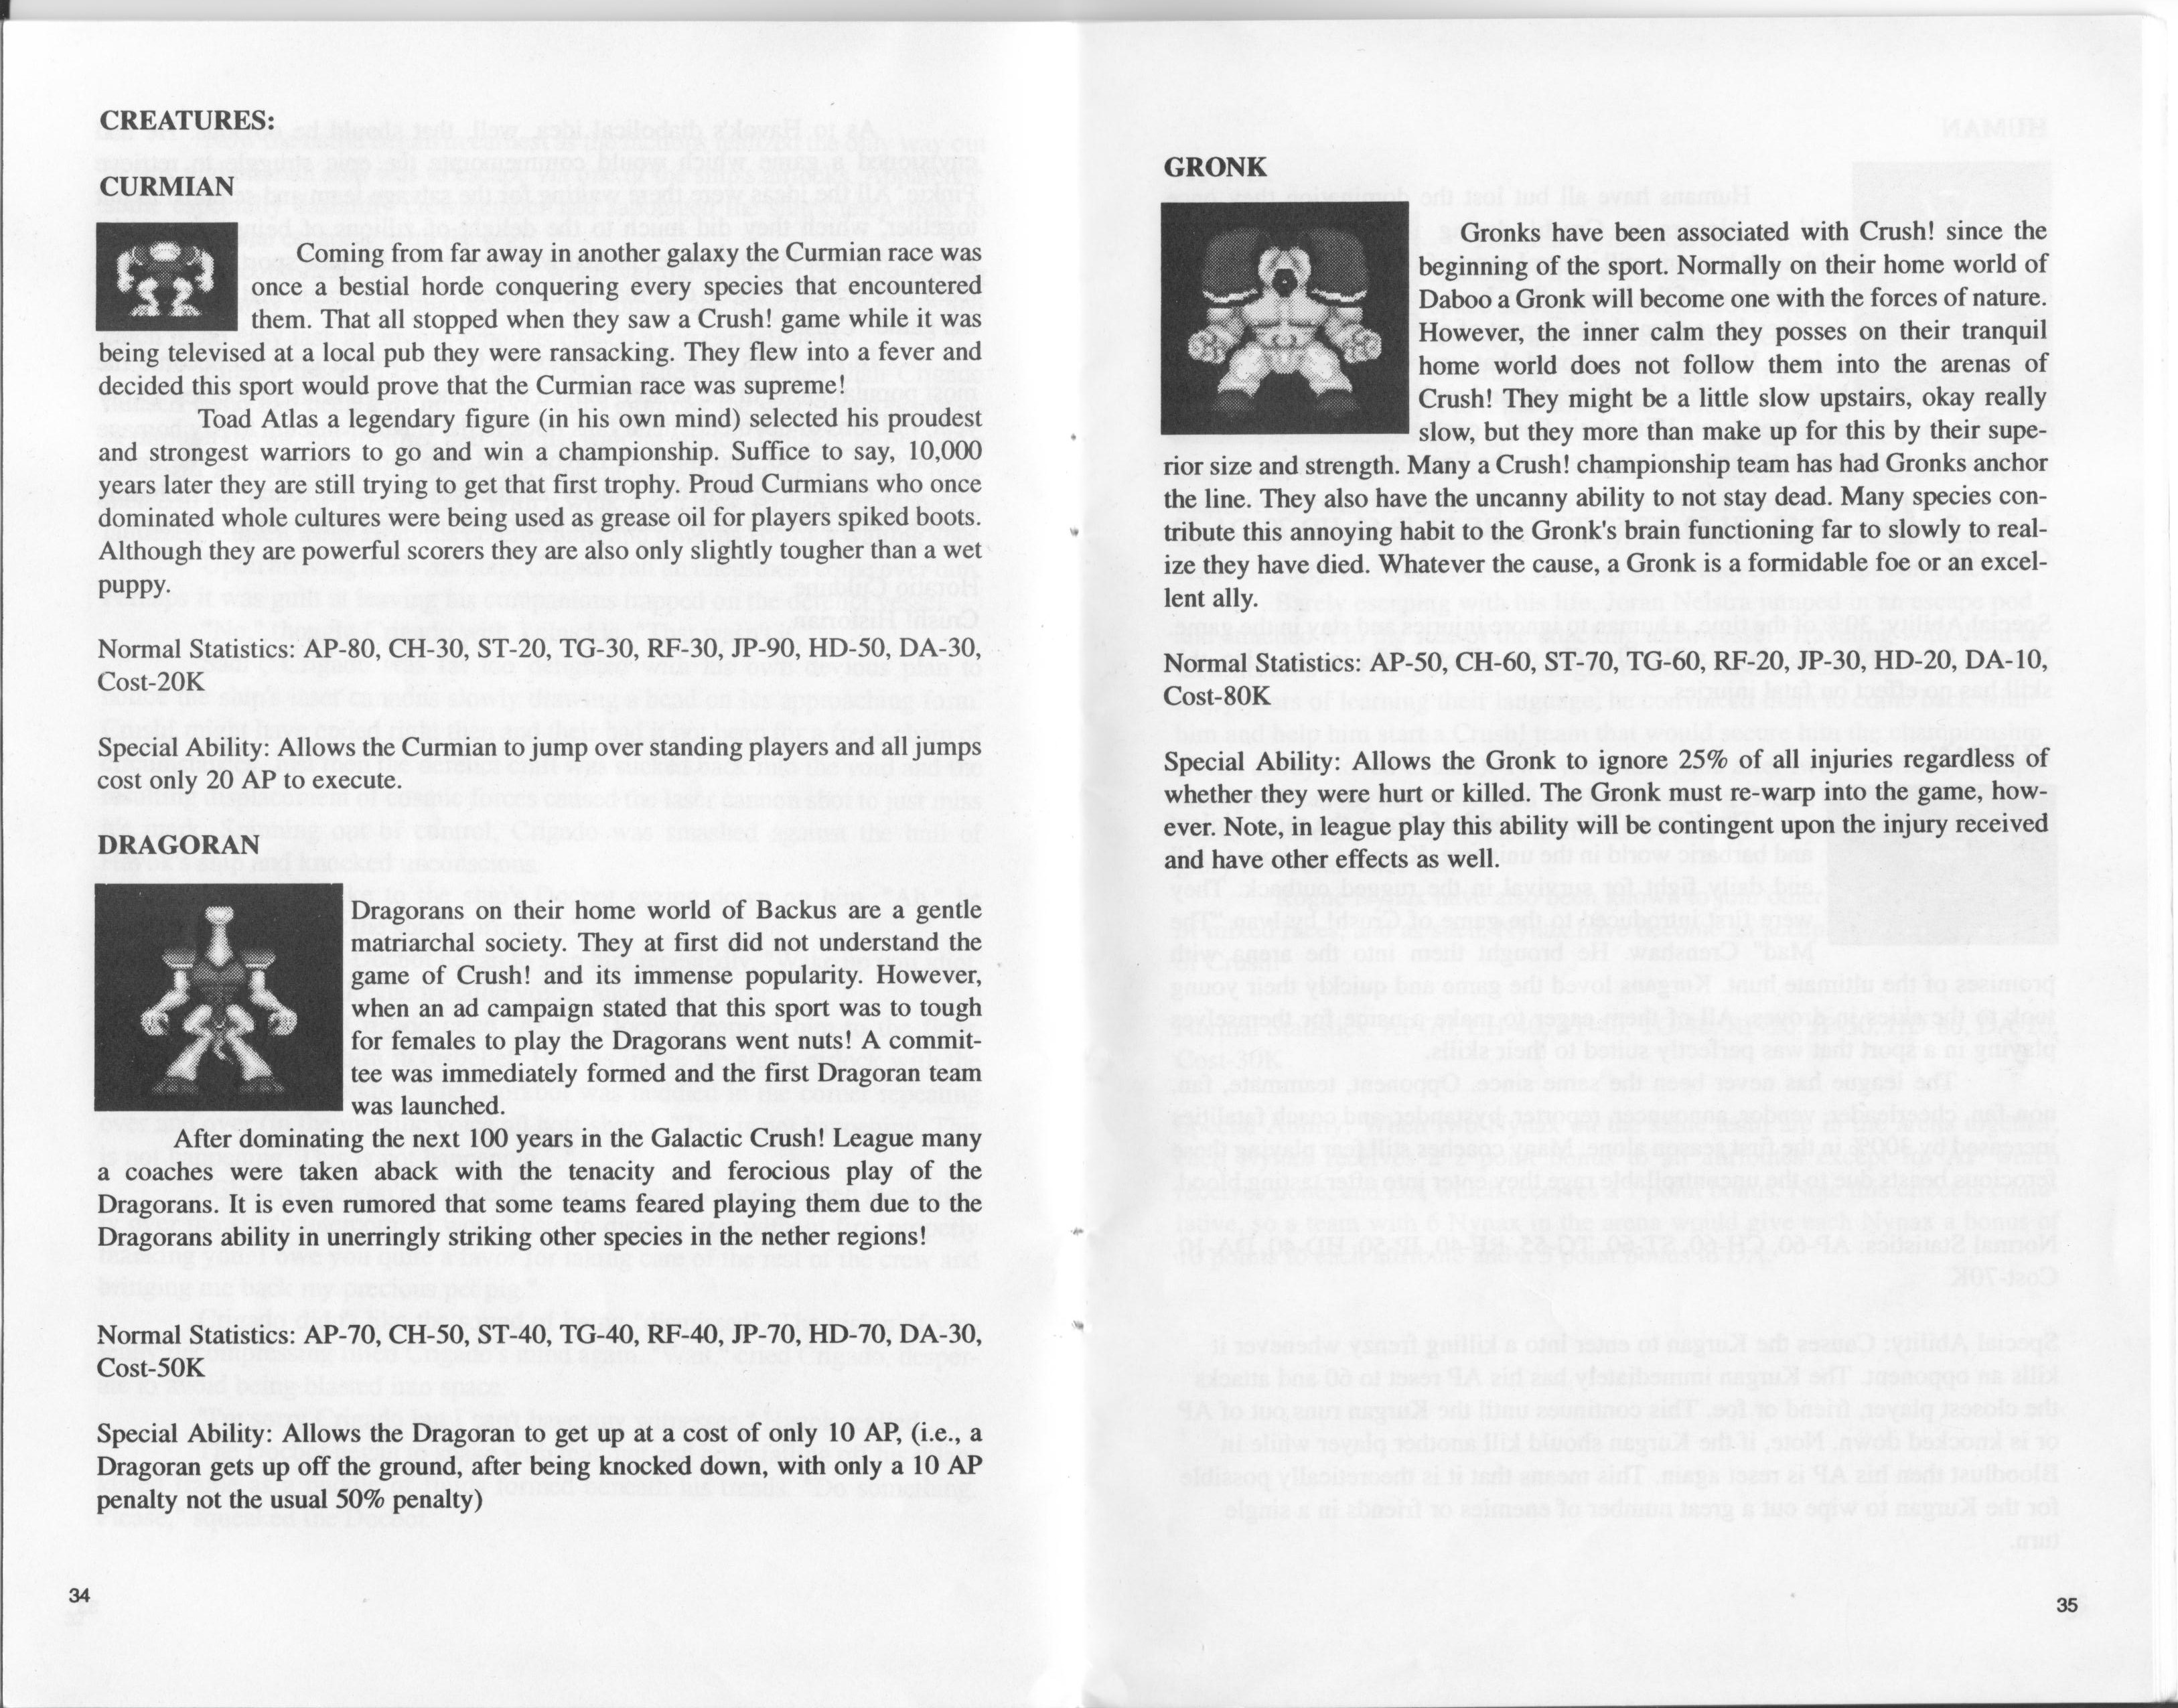 CREATURES:
CURMIAN
Coming from far away in another galaxy the Curmian race was
once a bestial horde conquering every species that encountered
them. That all stopped when they saw a Crush! game while it was
being televised at a local pub they were ransacking. They flew into a fever and
decided this sport would prove that the Curmian race was supreme!
Toad Atlas a legendary figure (in his own mind) selected his proudest
and strongest warriors to go and win a championship. Suffice to say, 10,000
years later they are still trying to get that first trophy. Proud Curmians who once
dominated whole cultures were being used as grease oil for players spiked boots.
Although they are powerful scorers they are also only slightly tougher than a wet
puppy.
Normal Statistics: AP-80, CH-30, ST-20, TG-30, RF-30, JP-90, HD-50, DA-30,
Cost-20K
Special Ability: Allows the Curmian to jump over standing players and all jumps
cost only 20 AP to execute.
DRAGORAN
Dragorans on their home world of Backus are a gentle
matriarchal society. They at first did not understand the
game of Crush! and its immense popularity. However,
when an ad campaign stated that this sport was to tough
for females to play the Dragorans went nuts! A commit-
tee was immediately formed and the first Dragoran team
was launched.
After dominating the next 100 years in the Galactic Crush! League many
a coaches were taken aback with the tenacity and ferocious play of the
Dragorans. It is even rumored that some teams feared playing them due to the
Dragorans ability in unerringly striking other species in the nether regions!
Normal Statistics: AP-70, CH-50, ST-40, TG-40, RF-40, JP-70, HD-70, DA-30,
Cost-50K
Special Ability: Allows the Dragoran to get up at a cost of only 10 AP, (i.e., a
Dragoran gets up off the ground, after being knocked down, with only a 10 AP
penalty not the usual 50% penalty)
34
GRONK
Gronks have been associated with Crush! since the
beginning of the sport. Normally on their home world of
Daboo a Gronk will become one with the forces of nature.
However, the inner calm they posses on their tranquil
home world does not follow them into the arenas of
Crush! They might be a little slow upstairs, okay really
slow, but they more than make up for this by their supe-
rior size and strength. Many a Crush! championship team has had Gronks anchor
the line. They also have the uncanny ability to not stay dead. Many species con-
tribute this annoying habit to the Gronk's brain functioning far to slowly to real-
ize they have died. Whatever the cause, a Gronk is a formidable foe or an excel-
lent ally.
Normal Statistics: AP-50, CH-60, ST-70, TG-60, RF-20, JP-30, HD-20, DA-10,
Cost-80K
Special Ability: Allows the Gronk to ignore 25% of all injuries regardless of
whether they were hurt or killed. The Gronk must re-warp into the game, how-
ever. Note, in league play this ability will be contingent upon the injury received
and have other effects as well.
35